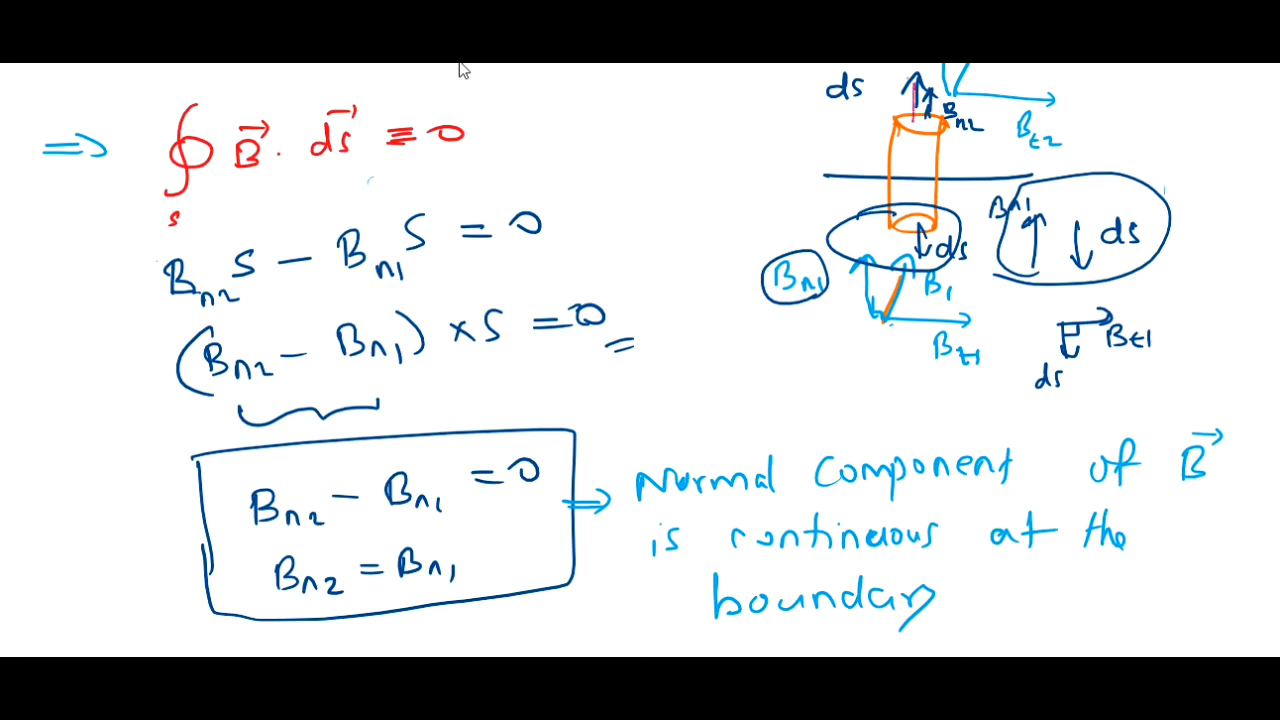 ⇒ ∮ B⃗ . ds⃗ ≡ 0
s
Bn2 S − Bn1 S = 0
(Bn2 − Bn1) × S = 0
Bn2 − Bn1 = 0
Bn2 = Bn1
⇒ Normal component of B⃗
is continuous at the
boundary
ds
Bn2
Bt2
Bn1
ds
ds
Bn1
B1
Bt1
Bt1
ds